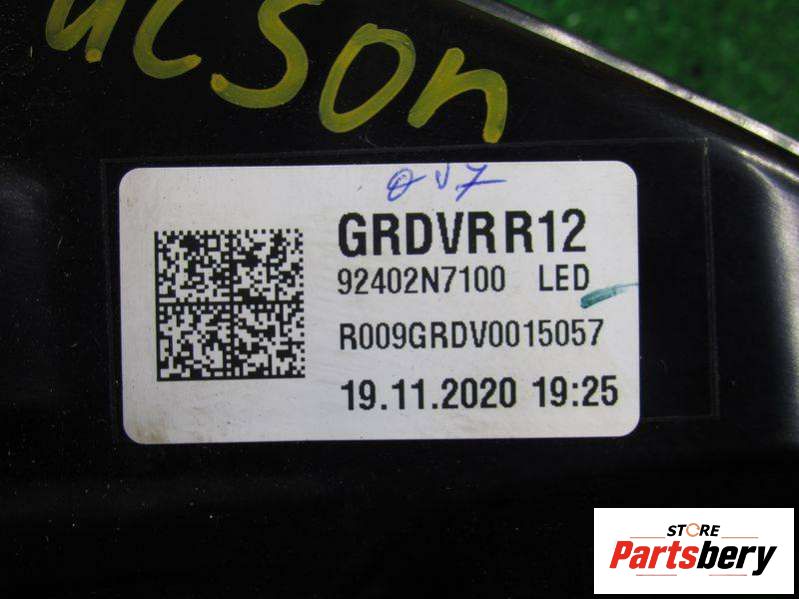 ucson
GRDVRR12
92402N7100 LED
R009GRDV0015057
19.11.2020 19:25
STORE
Partsbery